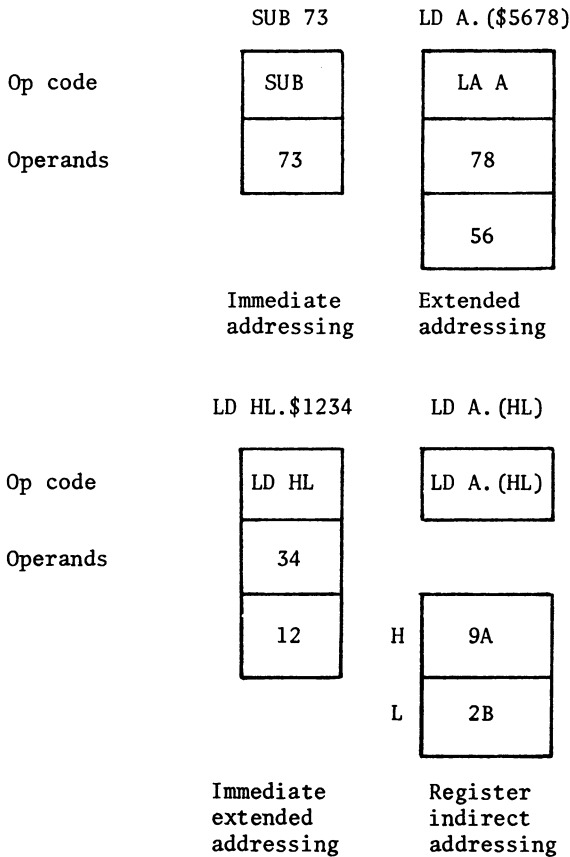 SUB 73 LD A.($5678)
Op code SUB LA A
Operands 73 78
56
Immediate addressing Extended addressing
LD HL.$1234 LD A.(HL)
Op code LD HL LD A.(HL)
Operands 34
12 H 9A
L 2B
Immediate extended addressing Register indirect addressing